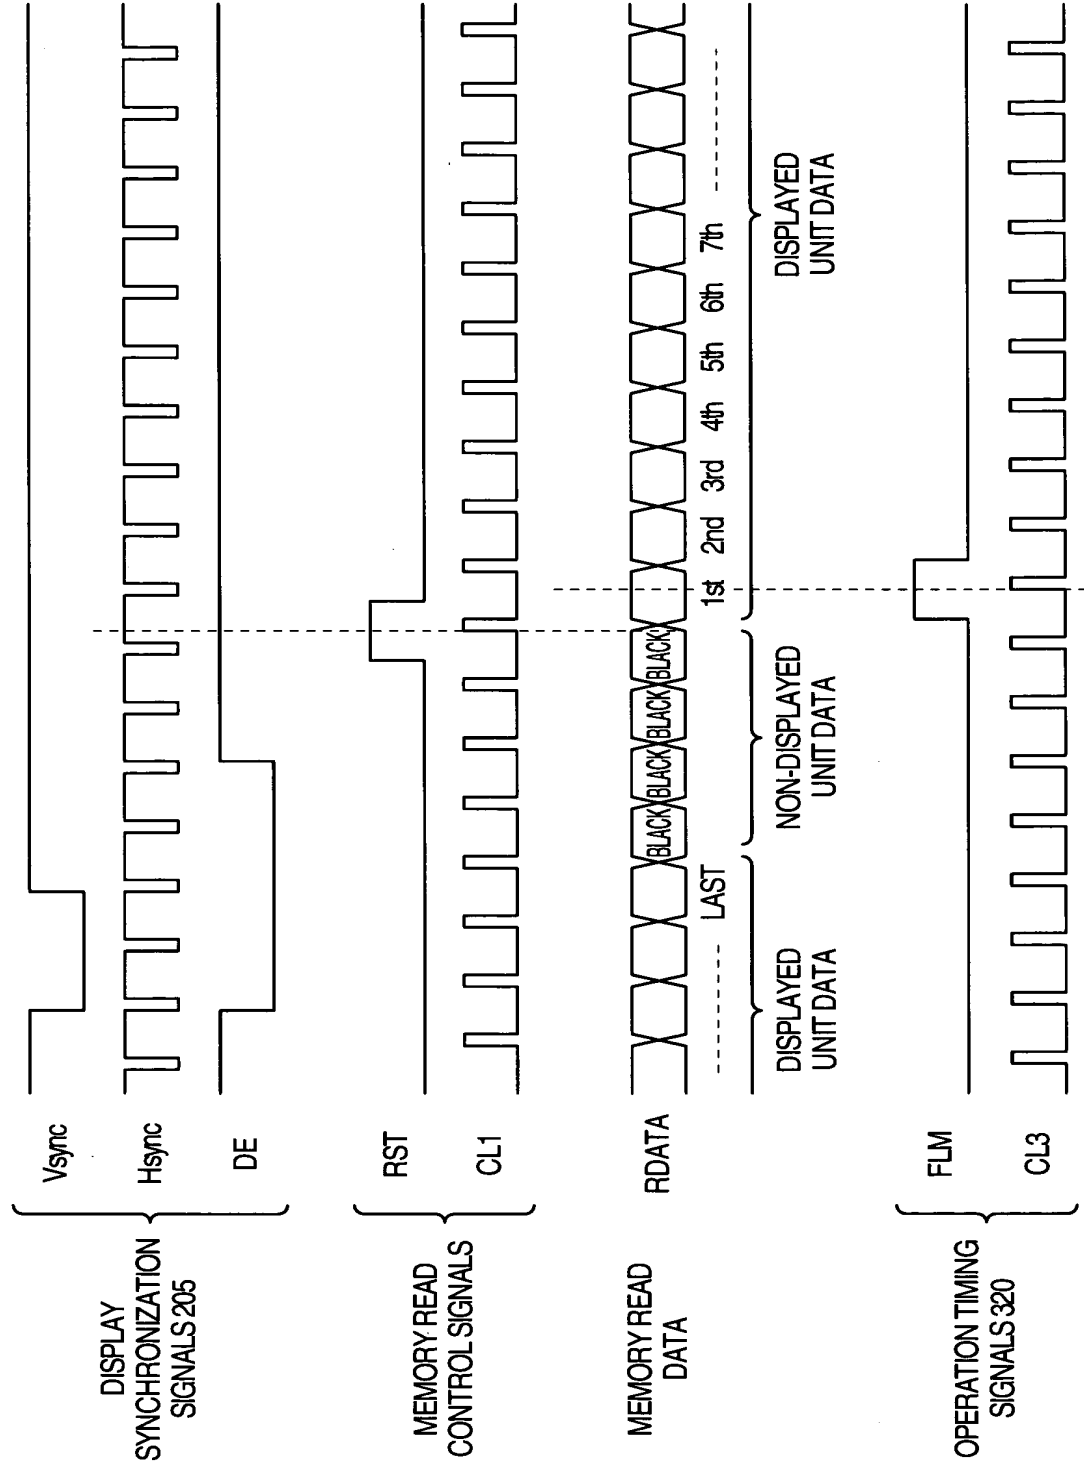 DISPLAY
SYNCHRONIZATION
SIGNALS 205
Vsync
Hsync
DE
MEMORY READ
CONTROL SIGNALS
RST
CL1
MEMORY READ
DATA
RDATA
BLACK BLACK BLACK BLACK
LAST 1st 2nd 3rd 4th 5th 6th 7th
DISPLAYED
UNIT DATA
NON-DISPLAYED
UNIT DATA
DISPLAYED
UNIT DATA
OPERATION TIMING
SIGNALS 320
FLM
CL3